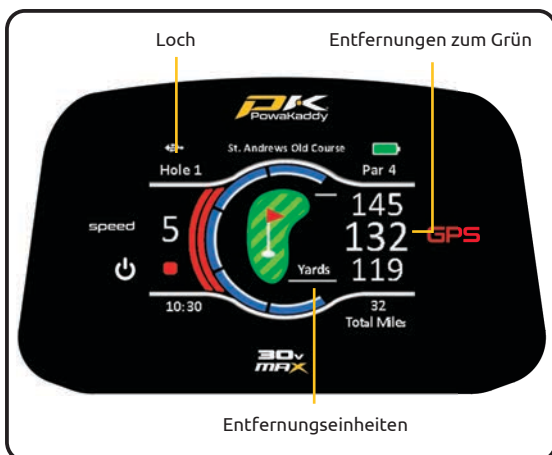 Loch
Entfernungen zum Grün
PK
PowaKaddy
St. Andrews Old Course
Hole 1
Par 4
145
speed 5
132 GPS
Yards
119
10:30
32
Total Miles
30v
MAX
Entfernungseinheiten